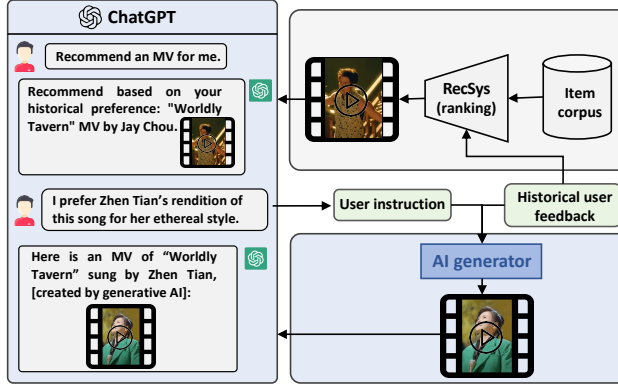 ChatGPT
Recommend an MV for me.
Recommend based on your
historical preference: "Worldly
Tavern" MV by Jay Chou.
I prefer Zhen Tian's rendition of
this song for her ethereal style.
Here is an MV of "Worldly
Tavern" sung by Zhen Tian,
[created by generative AI]:
RecSys
(ranking)
Item
corpus
User instruction
Historical user
feedback
AI generator